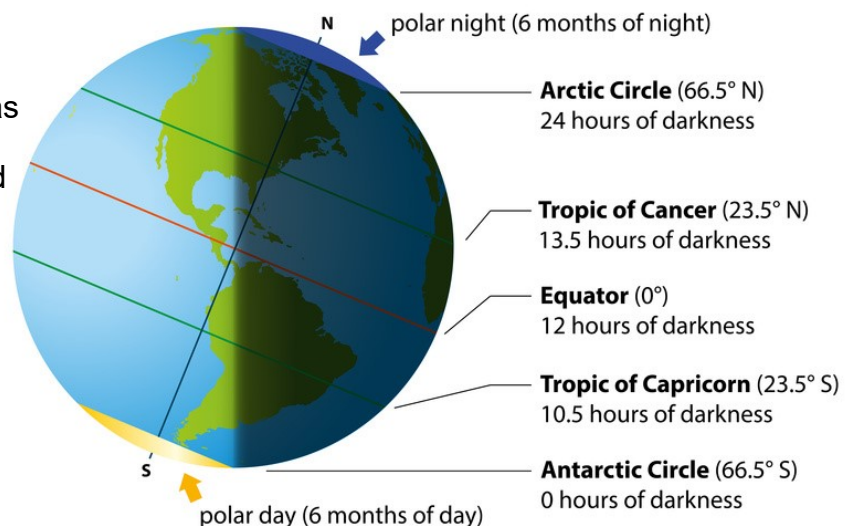 N
polar night (6 months of night)
as
d
Arctic Circle (66.5° N)
24 hours of darkness
Tropic of Cancer (23.5° N)
13.5 hours of darkness
Equator (0°)
12 hours of darkness
Tropic of Capricorn (23.5° S)
10.5 hours of darkness
Antarctic Circle (66.5° S)
0 hours of darkness
S
polar day (6 months of day)